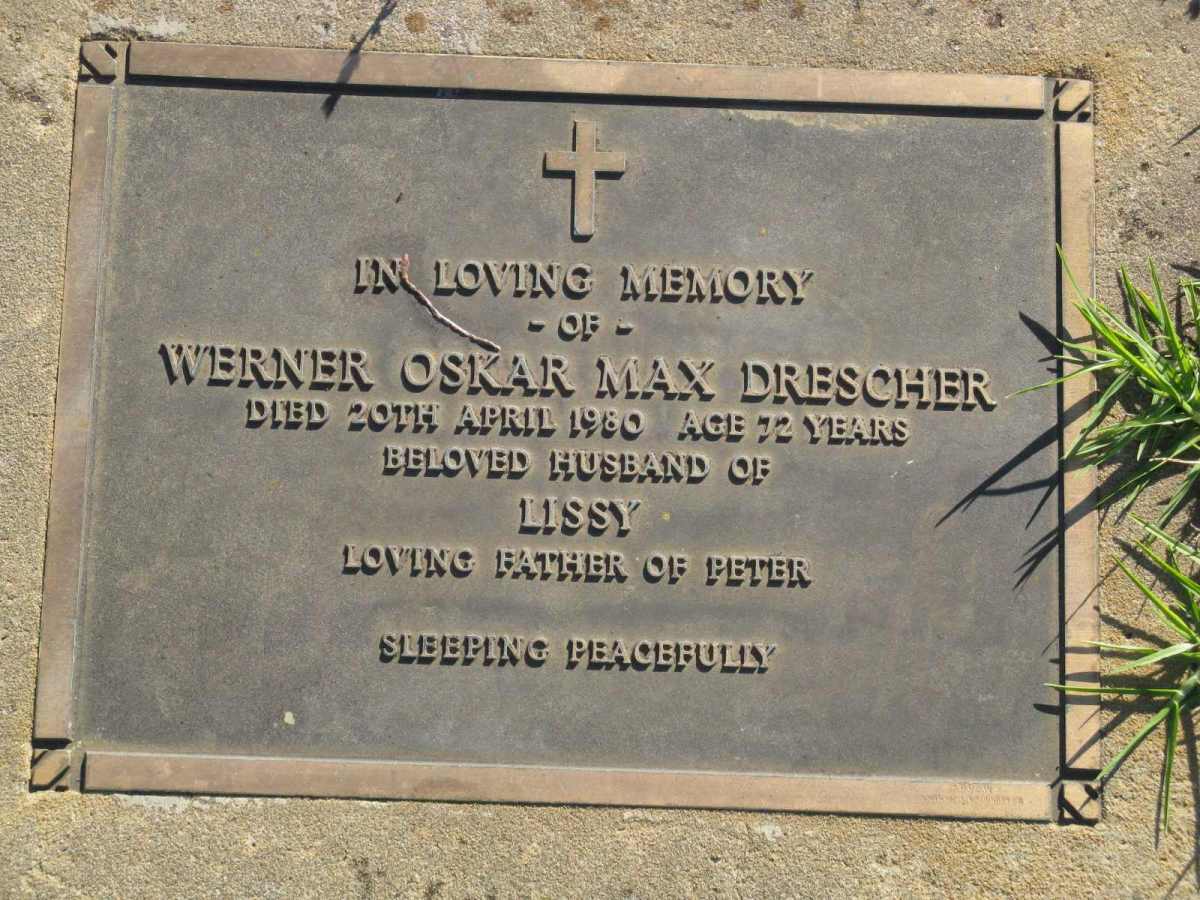 IN LOVING MEMORY
- OF -
WERNER OSKAR MAX DRESCHER
DIED 20TH APRIL 1980 AGE 72 YEARS
BELOVED HUSBAND OF
LISSY
LOVING FATHER OF PETER
SLEEPING PEACEFULLY